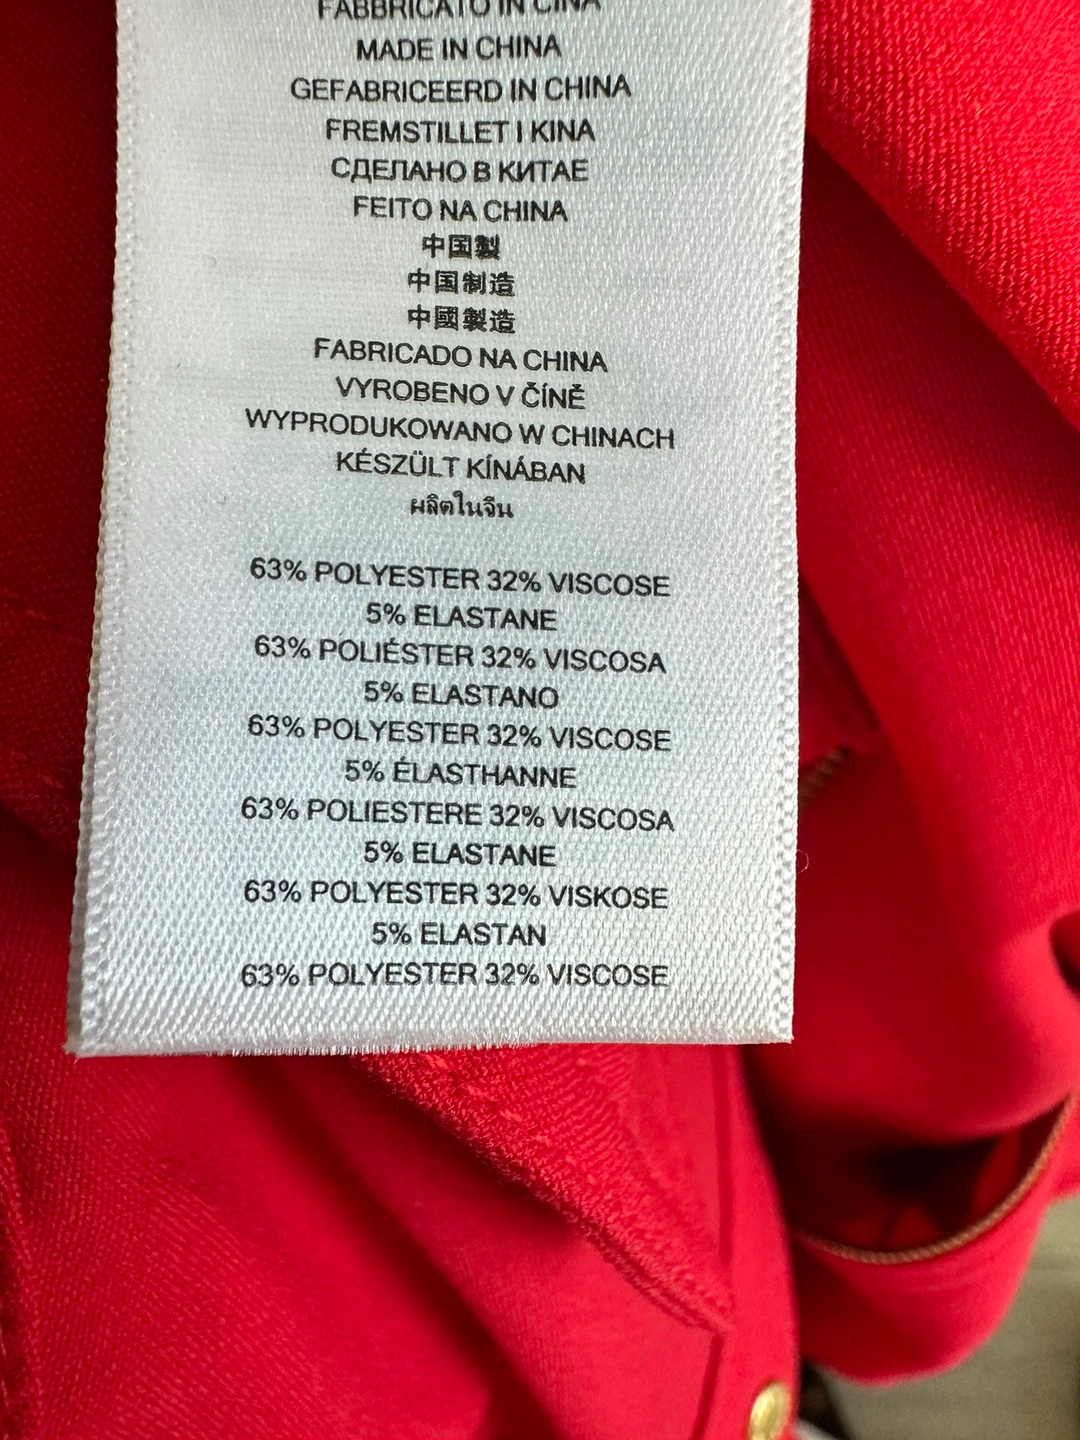 FABBRICATO IN CINA
MADE IN CHINA
GEFABRICEERD IN CHINA
FREMSTILLET I KINA
СДЕЛАНО В КИТАЕ
FEITO NA CHINA
中国製
中国制造
中國製造
FABRICADO NA CHINA
VYROBENO V ČÍNĚ
WYPRODUKOWANO W CHINACH
KÉSZÜLT KÍNÁBAN
ผลิตในจีน
63% POLYESTER 32% VISCOSE
5% ELASTANE
63% POLIÉSTER 32% VISCOSA
5% ELASTANO
63% POLYESTER 32% VISCOSE
5% ÉLASTHANNE
63% POLIESTERE 32% VISCOSA
5% ELASTANE
63% POLYESTER 32% VISKOSE
5% ELASTAN
63% POLYESTER 32% VISCOSE